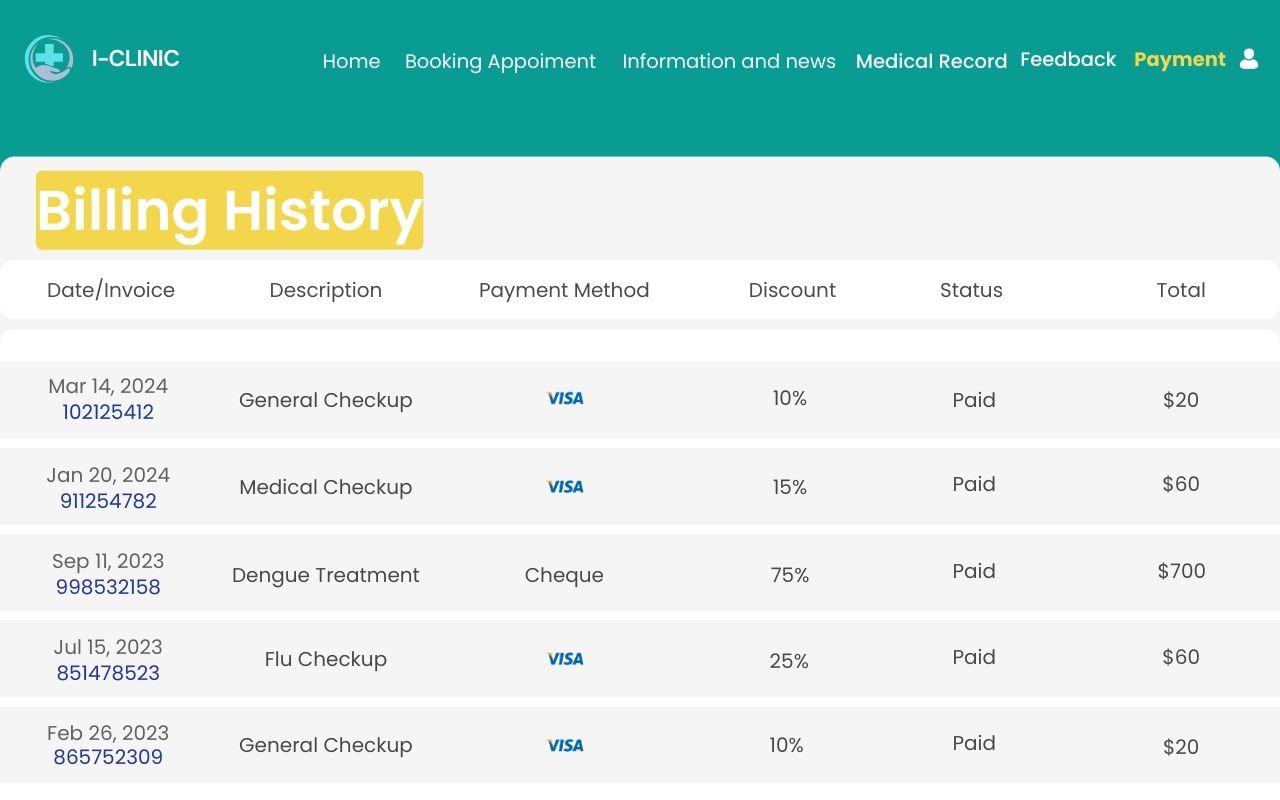 I-CLINIC
Home Booking Appoiment Information and news Medical Record Feedback Payment
Billing History
Date/Invoice Description Payment Method Discount Status Total
Mar 14, 2024
102125412
General Checkup VISA 10% Paid $20
Jan 20, 2024
911254782
Medical Checkup VISA 15% Paid $60
Sep 11, 2023
998532158
Dengue Treatment Cheque 75% Paid $700
Jul 15, 2023
851478523
Flu Checkup VISA 25% Paid $60
Feb 26, 2023
865752309
General Checkup VISA 10% Paid $20